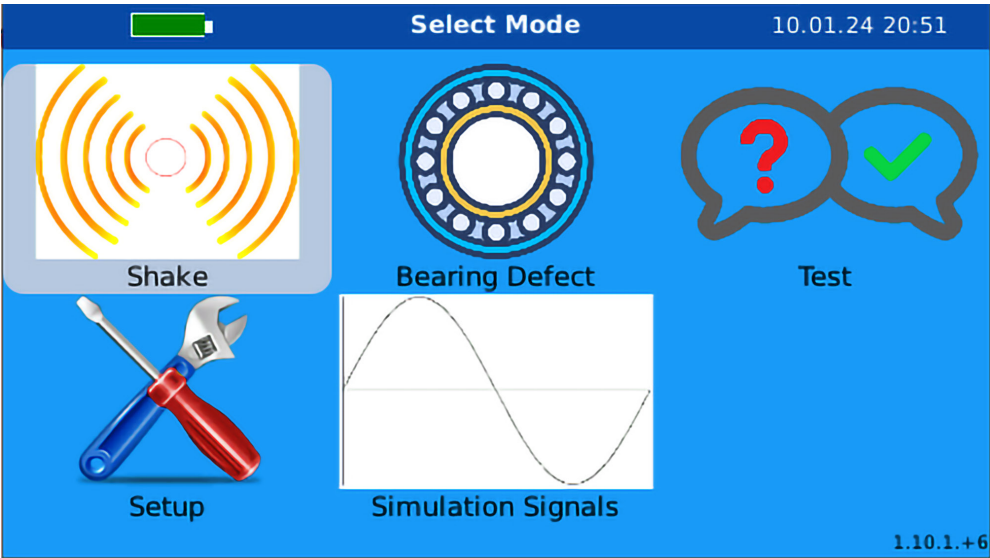 Select Mode 10.01.24 20:51
Shake Bearing Defect Test
Setup Simulation Signals
1.10.1.+6